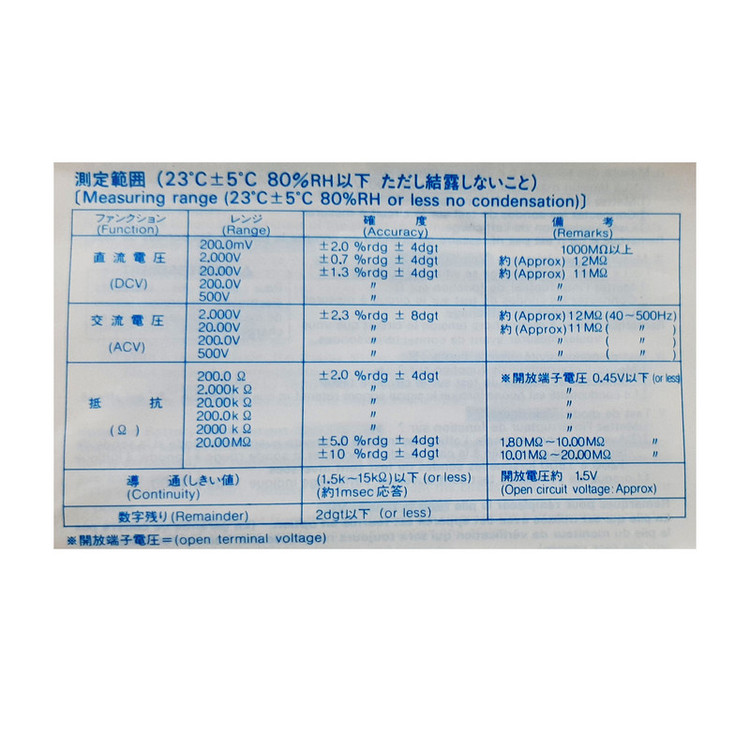 測定範囲（23°C±5°C 80%RH以下 ただし結露しないこと）
〔Measuring range (23°C±5°C 80%RH or less no condensation)〕
ファンクション (Function) レンジ (Range) 確度 (Accuracy) 備考 (Remarks)
直流電圧 (DCV)
200.0mV ±2.0 %rdg ± 4dgt 1000MΩ以上
2,000V ±0.7 %rdg ± 4dgt 約(Approx) 12MΩ
20.00V ±1.3 %rdg ± 4dgt 約(Approx) 11MΩ
200.0V 〃 〃
500V 〃 〃
交流電圧 (ACV)
2.000V ±2.3 %rdg ± 8dgt 約(Approx)12MΩ(40~500Hz)
20.00V 〃 約(Approx)11MΩ( 〃 )
200.0V 〃 〃 ( 〃 )
500V 〃 〃 ( 〃 )
抵抗 (Ω)
200.0 Ω ±2.0 %rdg ± 4dgt ※開放端子電圧 0.45V以下(or less)
2,000k Ω 〃 〃
20.00k Ω 〃 〃
200.0k Ω 〃 〃
2000 k Ω 〃 〃
20.00MΩ ±5.0 %rdg ± 4dgt 1.80MΩ~10.00MΩ 〃
±10 %rdg ± 4dgt 10.01MΩ~20.00MΩ 〃
導通(しきい値) (1.5k~15kΩ)以下 (or less) 開放電圧約 1.5V
(Continuity) (約1msec 応答) (Open circuit voltage: Approx)
数字残り(Remainder) 2dgt以下 (or less)
※開放端子電圧=(open terminal voltage)